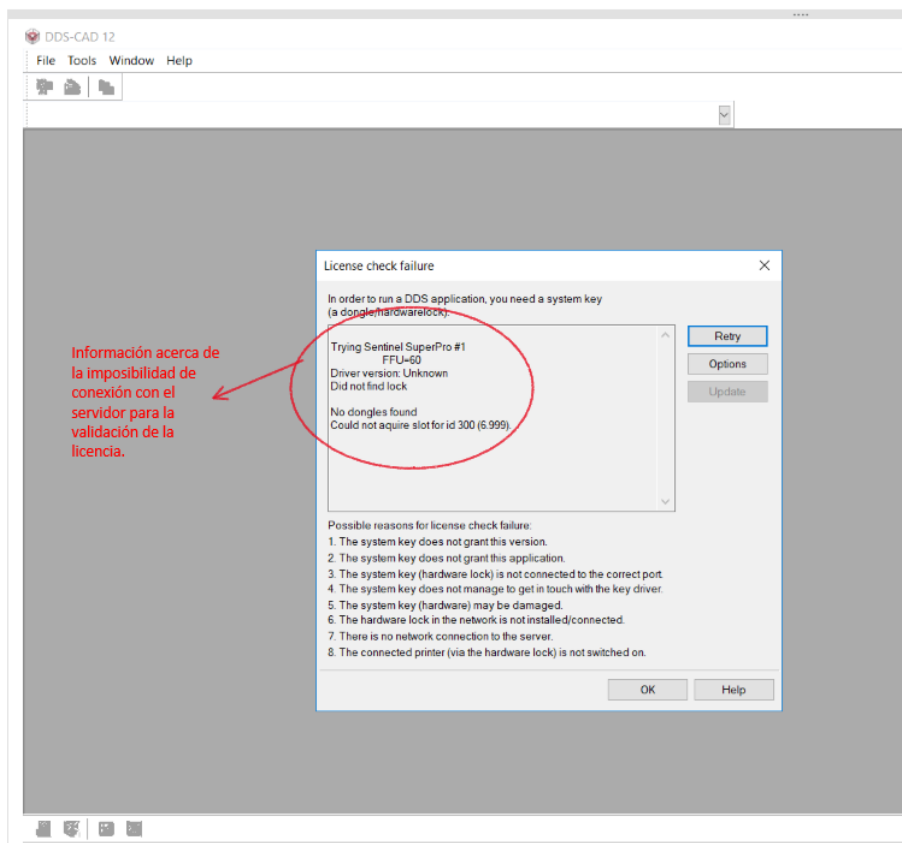 DDS-CAD 12
File Tools Window Help
License check failure
In order to run a DDS application, you need a system key
(a dongle/hardwarelock).
Trying Sentinel SuperPro #1
FFU=60
Driver version: Unknown
Did not find lock
No dongles found
Could not aquire slot for id 300 (6.999).
Retry
Options
Update
Información acerca de
la imposibilidad de
conexión con el
servidor para la
validación de la
licencia.
Possible reasons for license check failure:
1. The system key does not grant this version.
2. The system key does not grant this application.
3. The system key (hardware lock) is not connected to the correct port.
4. The system key does not manage to get in touch with the key driver.
5. The system key (hardware) may be damaged.
6. The hardware lock in the network is not installed/connected.
7. There is no network connection to the server.
8. The connected printer (via the hardware lock) is not switched on.
OK
Help